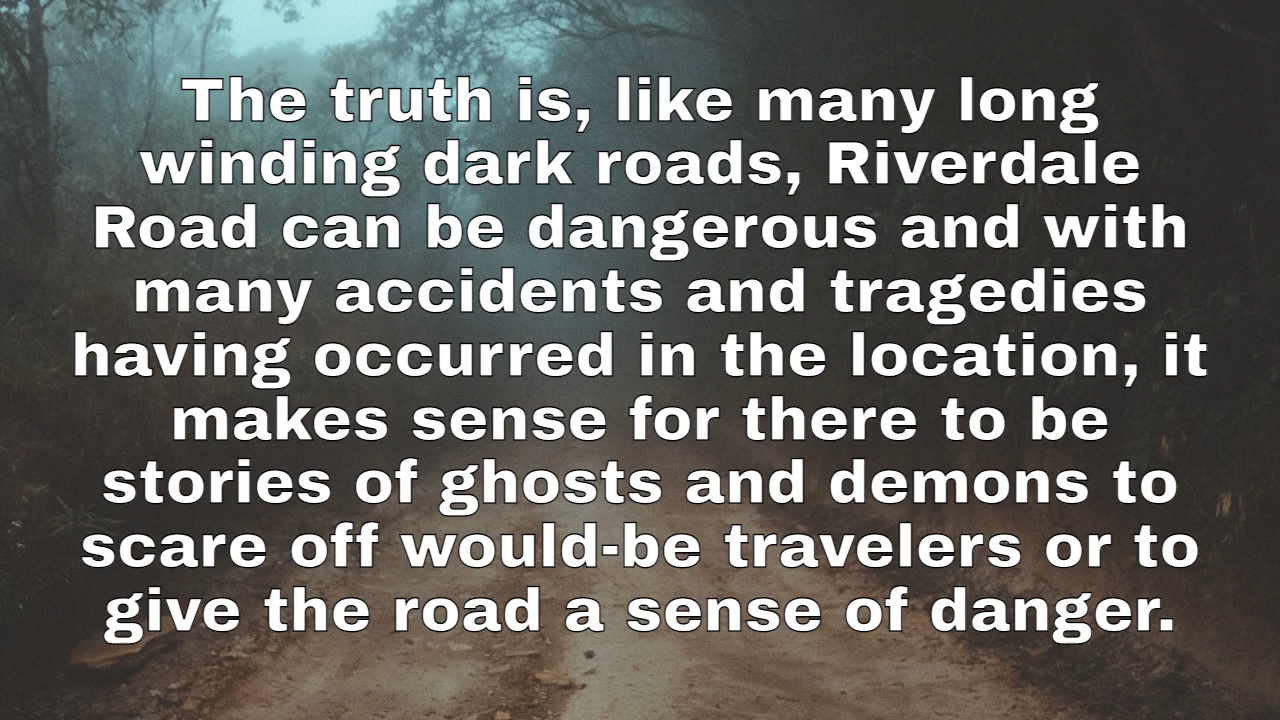 The truth is, like many long
winding dark roads, Riverdale
Road can be dangerous and with
many accidents and tragedies
having occurred in the location, it
makes sense for there to be
stories of ghosts and demons to
scare off would-be travelers or to
give the road a sense of danger.